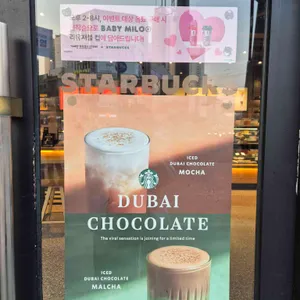 BABY MILO®
STARBUCKS
ICED
DUBAI CHOCOLATE
MOCHA
DUBAI
CHOCOLATE
The viral sensation is joining for a limited time
ICED
DUBAI CHOCOLATE
MALCHA